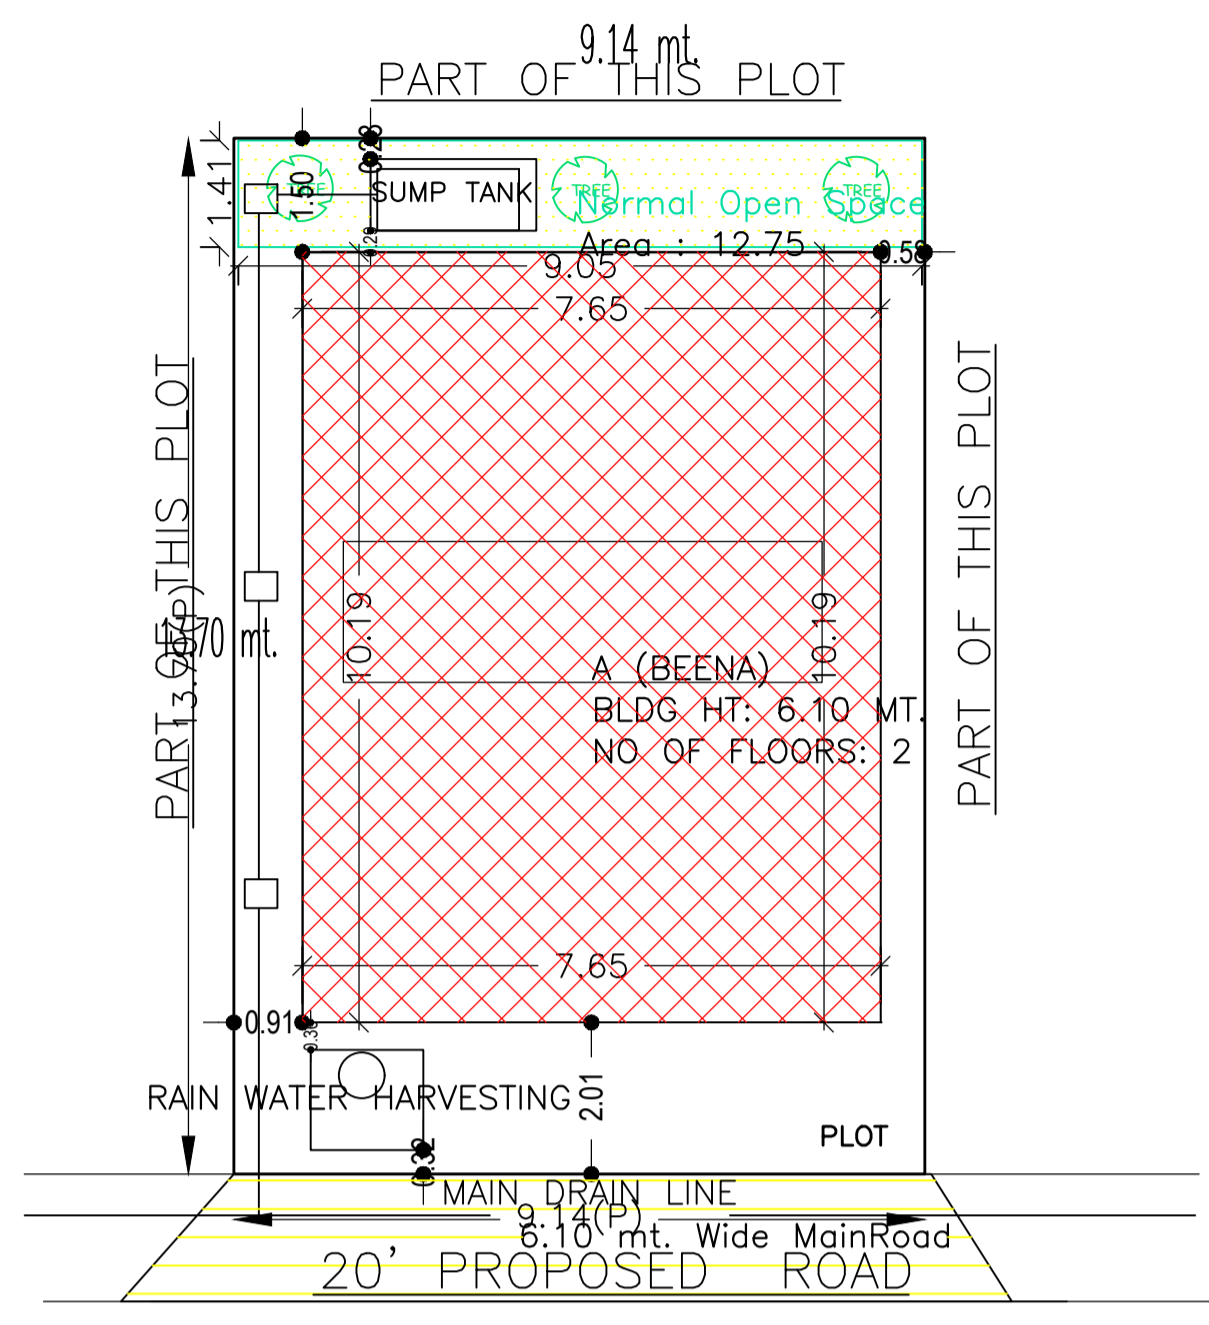 9.14 mt.
PART OF THIS PLOT
0.23
1.41
1.50
TREE
SUMP TANK
TREE
TREE
Normal Open Space
Area : 12.75
0.29
0.58
9.05
7.65
PART OF THIS PLOT
PART OF THIS PLOT
13.70(P)
13.70 mt.
10.19
10.19
A (BEENA)
BLDG HT: 6.10 MT.
NO OF FLOORS: 2
7.65
0.91
2.01
RAIN WATER HARVESTING
PLOT
0.32
MAIN DRAIN LINE
9.14(P)
6.10 mt. Wide MainRoad
20' PROPOSED ROAD